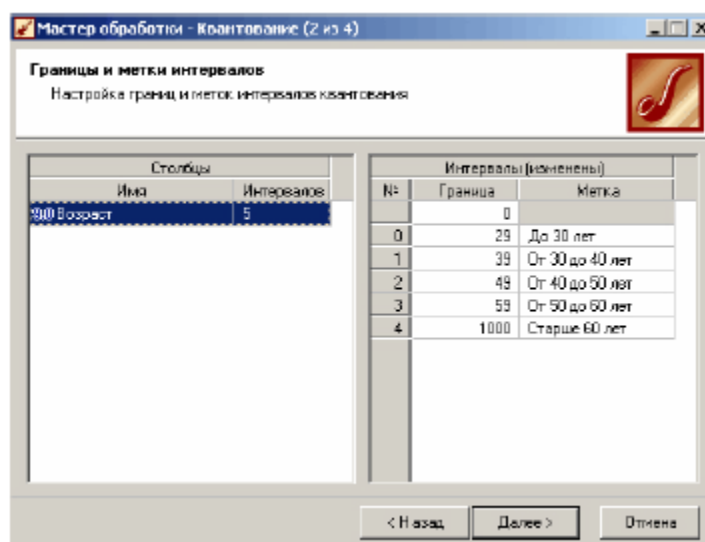 Мастер обработки - Квантование (2 из 4)
Границы и метки интервалов
Настройка границ и меток интервалов квантования
Столбцы
Имя Интервалов
9.0 Возраст 5
Интервалы (изменены)
№ Граница Метка
0
0 29 До 30 лет
1 39 От 30 до 40 лет
2 49 От 40 до 50 лет
3 59 От 50 до 60 лет
4 1000 Старше 60 лет
< Назад Далее > Отмена